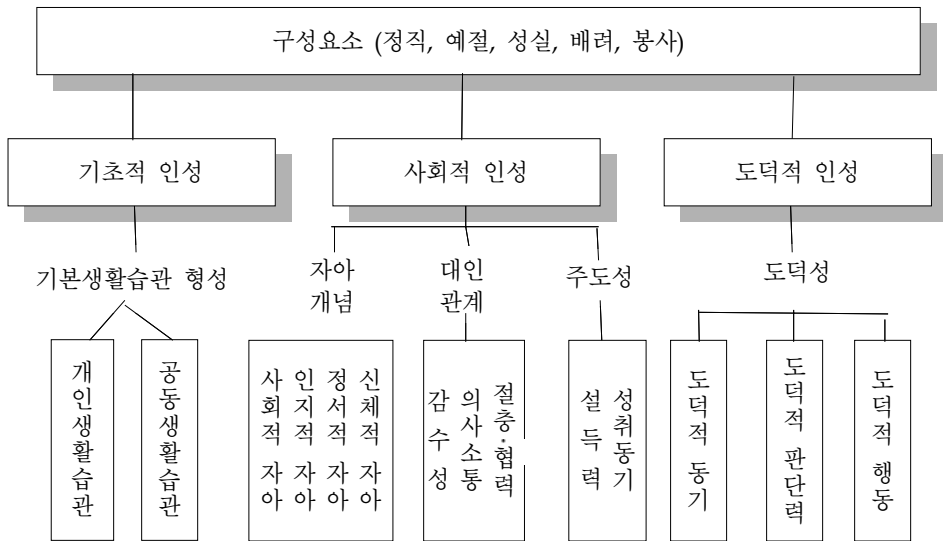 구성요소 (정직, 예절, 성실, 배려, 봉사)
기초적 인성
사회적 인성
도덕적 인성
기본생활습관 형성
자아
개념
대인
관계
주도성
도덕성
개인생활습관
공동생활습관
사회적 자아
인지적 자아
정서적 자아
신체적 자아
감수성
의사소통
절충·협력
설득력
성취동기
도덕적 동기
도덕적 판단력
도덕적 행동